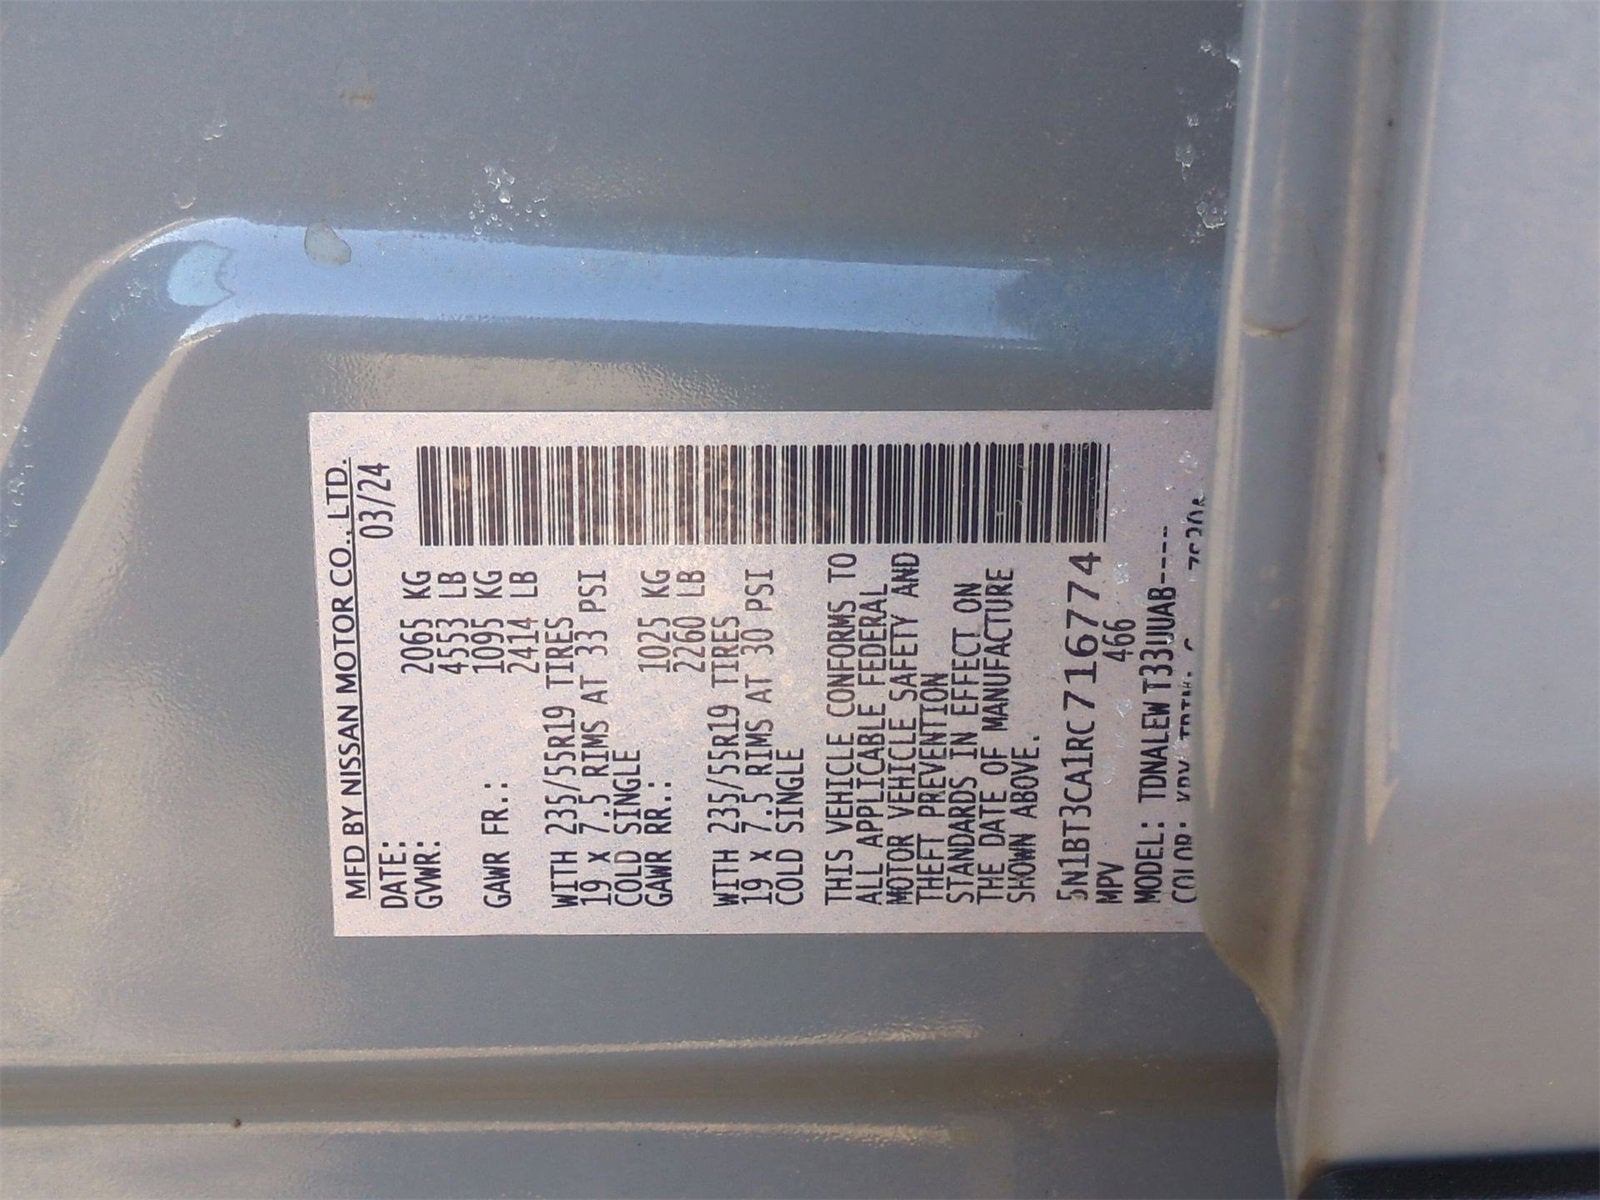 MFD BY NISSAN MOTOR CO., LTD.
DATE: 03/24
GVWR: 2065 KG
4553 LB
GAWR FR.: 1095 KG
2414 LB
WITH 235/55R19 TIRES
19 x 7.5 RIMS AT 33 PSI
COLD SINGLE
GAWR RR.: 1025 KG
2260 LB
WITH 235/55R19 TIRES
19 x 7.5 RIMS AT 30 PSI
COLD SINGLE
THIS VEHICLE CONFORMS TO
ALL APPLICABLE FEDERAL
MOTOR VEHICLE SAFETY AND
THEFT PREVENTION
STANDARDS IN EFFECT ON
THE DATE OF MANUFACTURE
SHOWN ABOVE.
5N1BT3CA1RC716774
MPV 466
MODEL: TDNALEWT33UUAB----
COLOR: